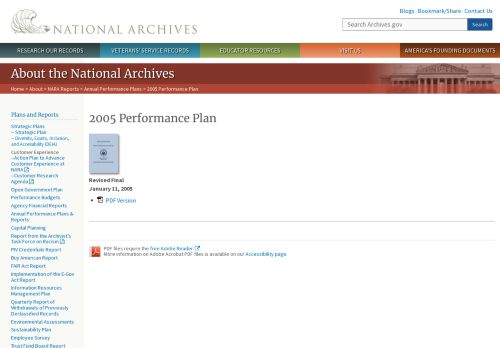 Blogs · Bookmark/Share · Contact Us
NATIONAL ARCHIVES
Search Archives.gov
Search
RESEARCH OUR RECORDS
VETERANS' SERVICE RECORDS
EDUCATOR RESOURCES
VISIT US
AMERICA'S FOUNDING DOCUMENTS
About the National Archives
Home > About > NARA Reports > Annual Performance Plans > 2005 Performance Plan
Plans and Reports
Strategic Plans
– Strategic Plan
– Diversity, Equity, Inclusion,
and Accessibility (DEIA)
Customer Experience
–Action Plan to Advance
Customer Experience at
NARA
–Customer Research
Agenda
Open Government Plan
Performance Budgets
Agency Financial Reports
Annual Performance Plans &
Reports
Capital Planning
Report from the Archivist's
Task Force on Racism
PIV Credentials Report
Buy American Report
FAIR Act Report
Implementation of the E-Gov
Act Report
Information Resources
Management Plan
Quarterly Report of
Withdrawals of Previously
Declassified Records
Environmental Assessments
Sustainability Plan
Employee Survey
Trust Fund Board Report
2005 Performance Plan
Revised Final
January 11, 2005
• PDF Version
PDF files require the free Adobe Reader.
More information on Adobe Acrobat PDF files is available on our Accessibility page.